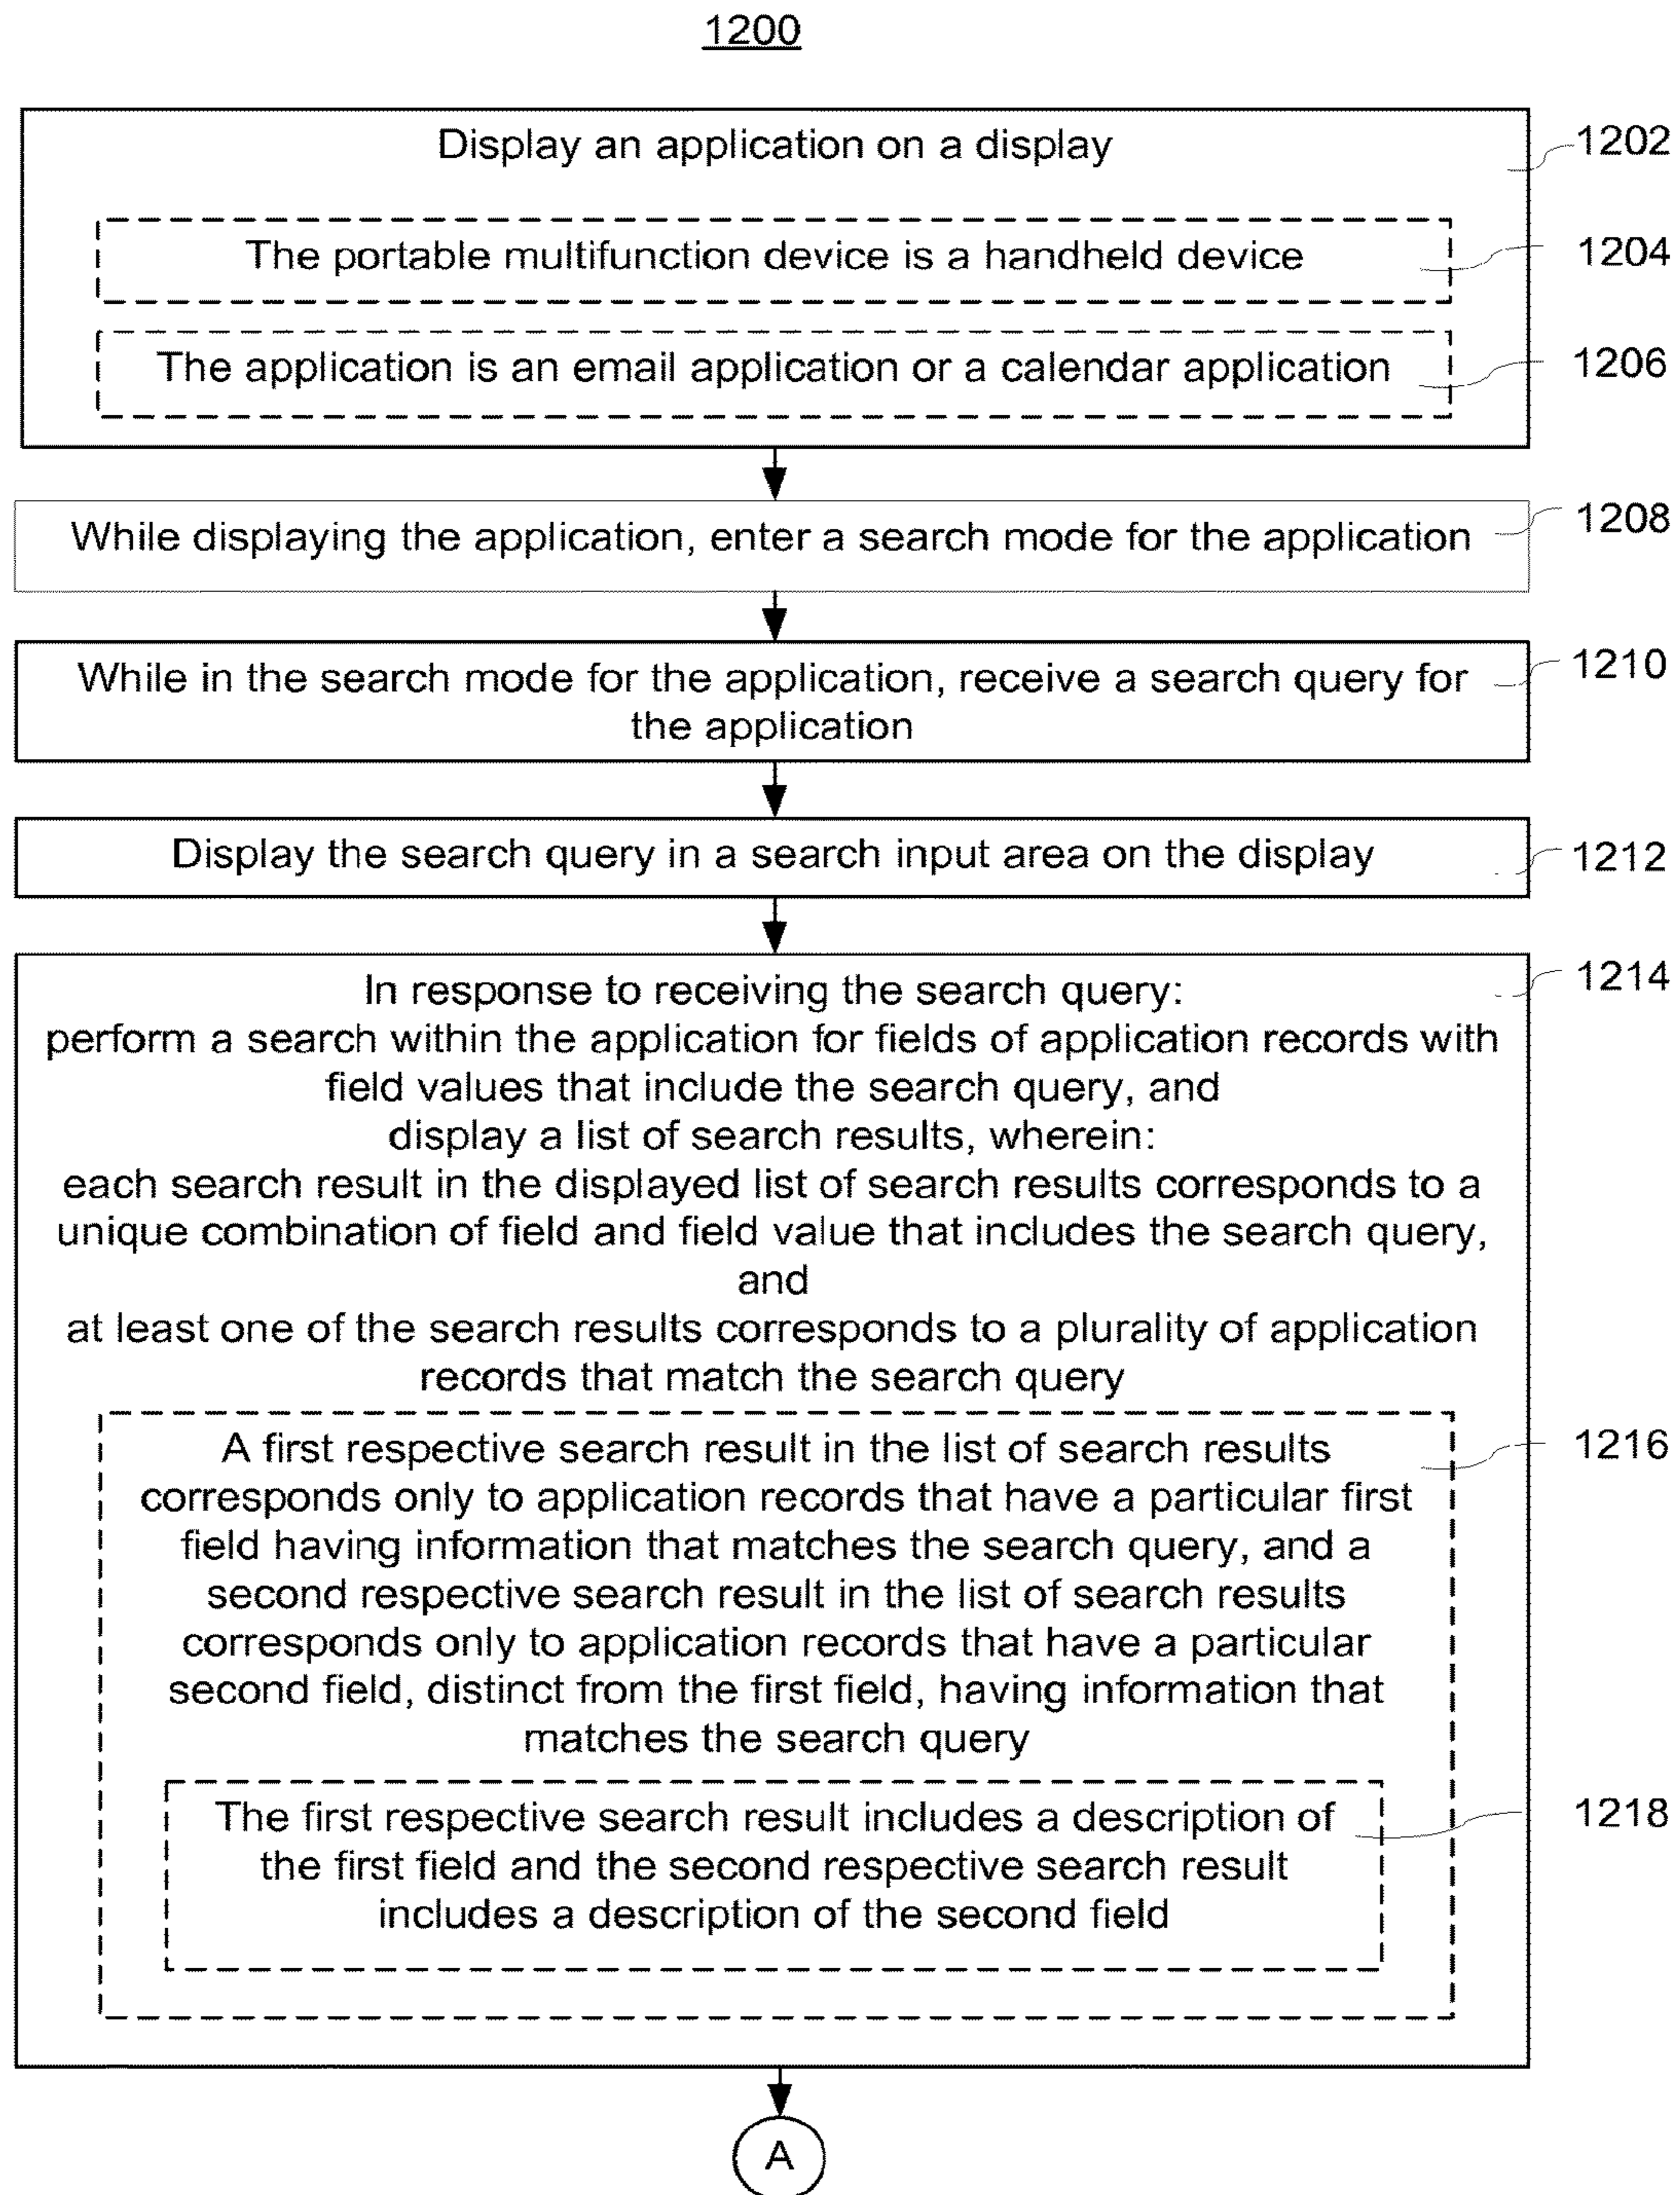 1200
Display an application on a display
1202
The portable multifunction device is a handheld device
1204
The application is an email application or a calendar application
1206
While displaying the application, enter a search mode for the application
1208
While in the search mode for the application, receive a search query for
the application
1210
Display the search query in a search input area on the display
1212
In response to receiving the search query:
perform a search within the application for fields of application records with
field values that include the search query, and
display a list of search results, wherein:
each search result in the displayed list of search results corresponds to a
unique combination of field and field value that includes the search query,
and
at least one of the search results corresponds to a plurality of application
records that match the search query
1214
A first respective search result in the list of search results
corresponds only to application records that have a particular first
field having information that matches the search query, and a
second respective search result in the list of search results
corresponds only to application records that have a particular
second field, distinct from the first field, having information that
matches the search query
1216
The first respective search result includes a description of
the first field and the second respective search result
includes a description of the second field
1218
A